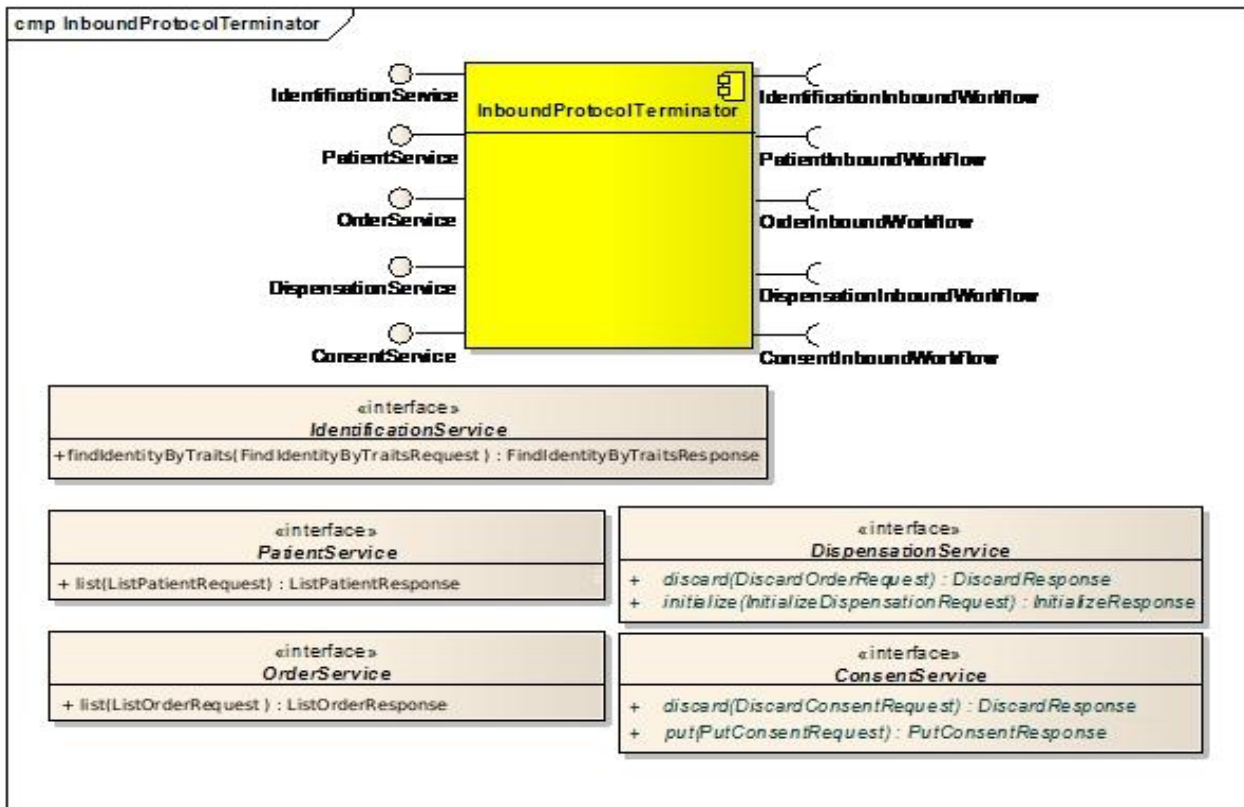 cmp InboundProtocolTerminator
IdentificationService
InboundProtocolTerminator
IdentificationInboundWorkflow
PatientService
PatientInboundWorkflow
OrderService
OrderInboundWorkflow
DispensationService
DispensationInboundWorkflow
ConsentService
ConsentInboundWorkflow
«interface»
IdentificationService
+findIdentityByTraits(FindIdentityByTraitsRequest ) : FindIdentityByTraitsResponse
«interface»
PatientService
+ list(ListPatientRequest) : ListPatientResponse
«interface»
DispensationService
+ discard(DiscardOrderRequest) : DiscardResponse
+ initialize(InitializeDispensationRequest) : InitializeResponse
«interface»
OrderService
+ list(ListOrderRequest ) : ListOrderResponse
«interface»
ConsentService
+ discard(DiscardConsentRequest) : DiscardResponse
+ put(PutConsentRequest) : PutConsentResponse